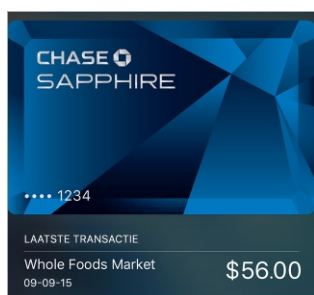 CHASE
SAPPHIRE
•••• 1234
LAATSTE TRANSACTIE
Whole Foods Market
$56.00
09-09-15